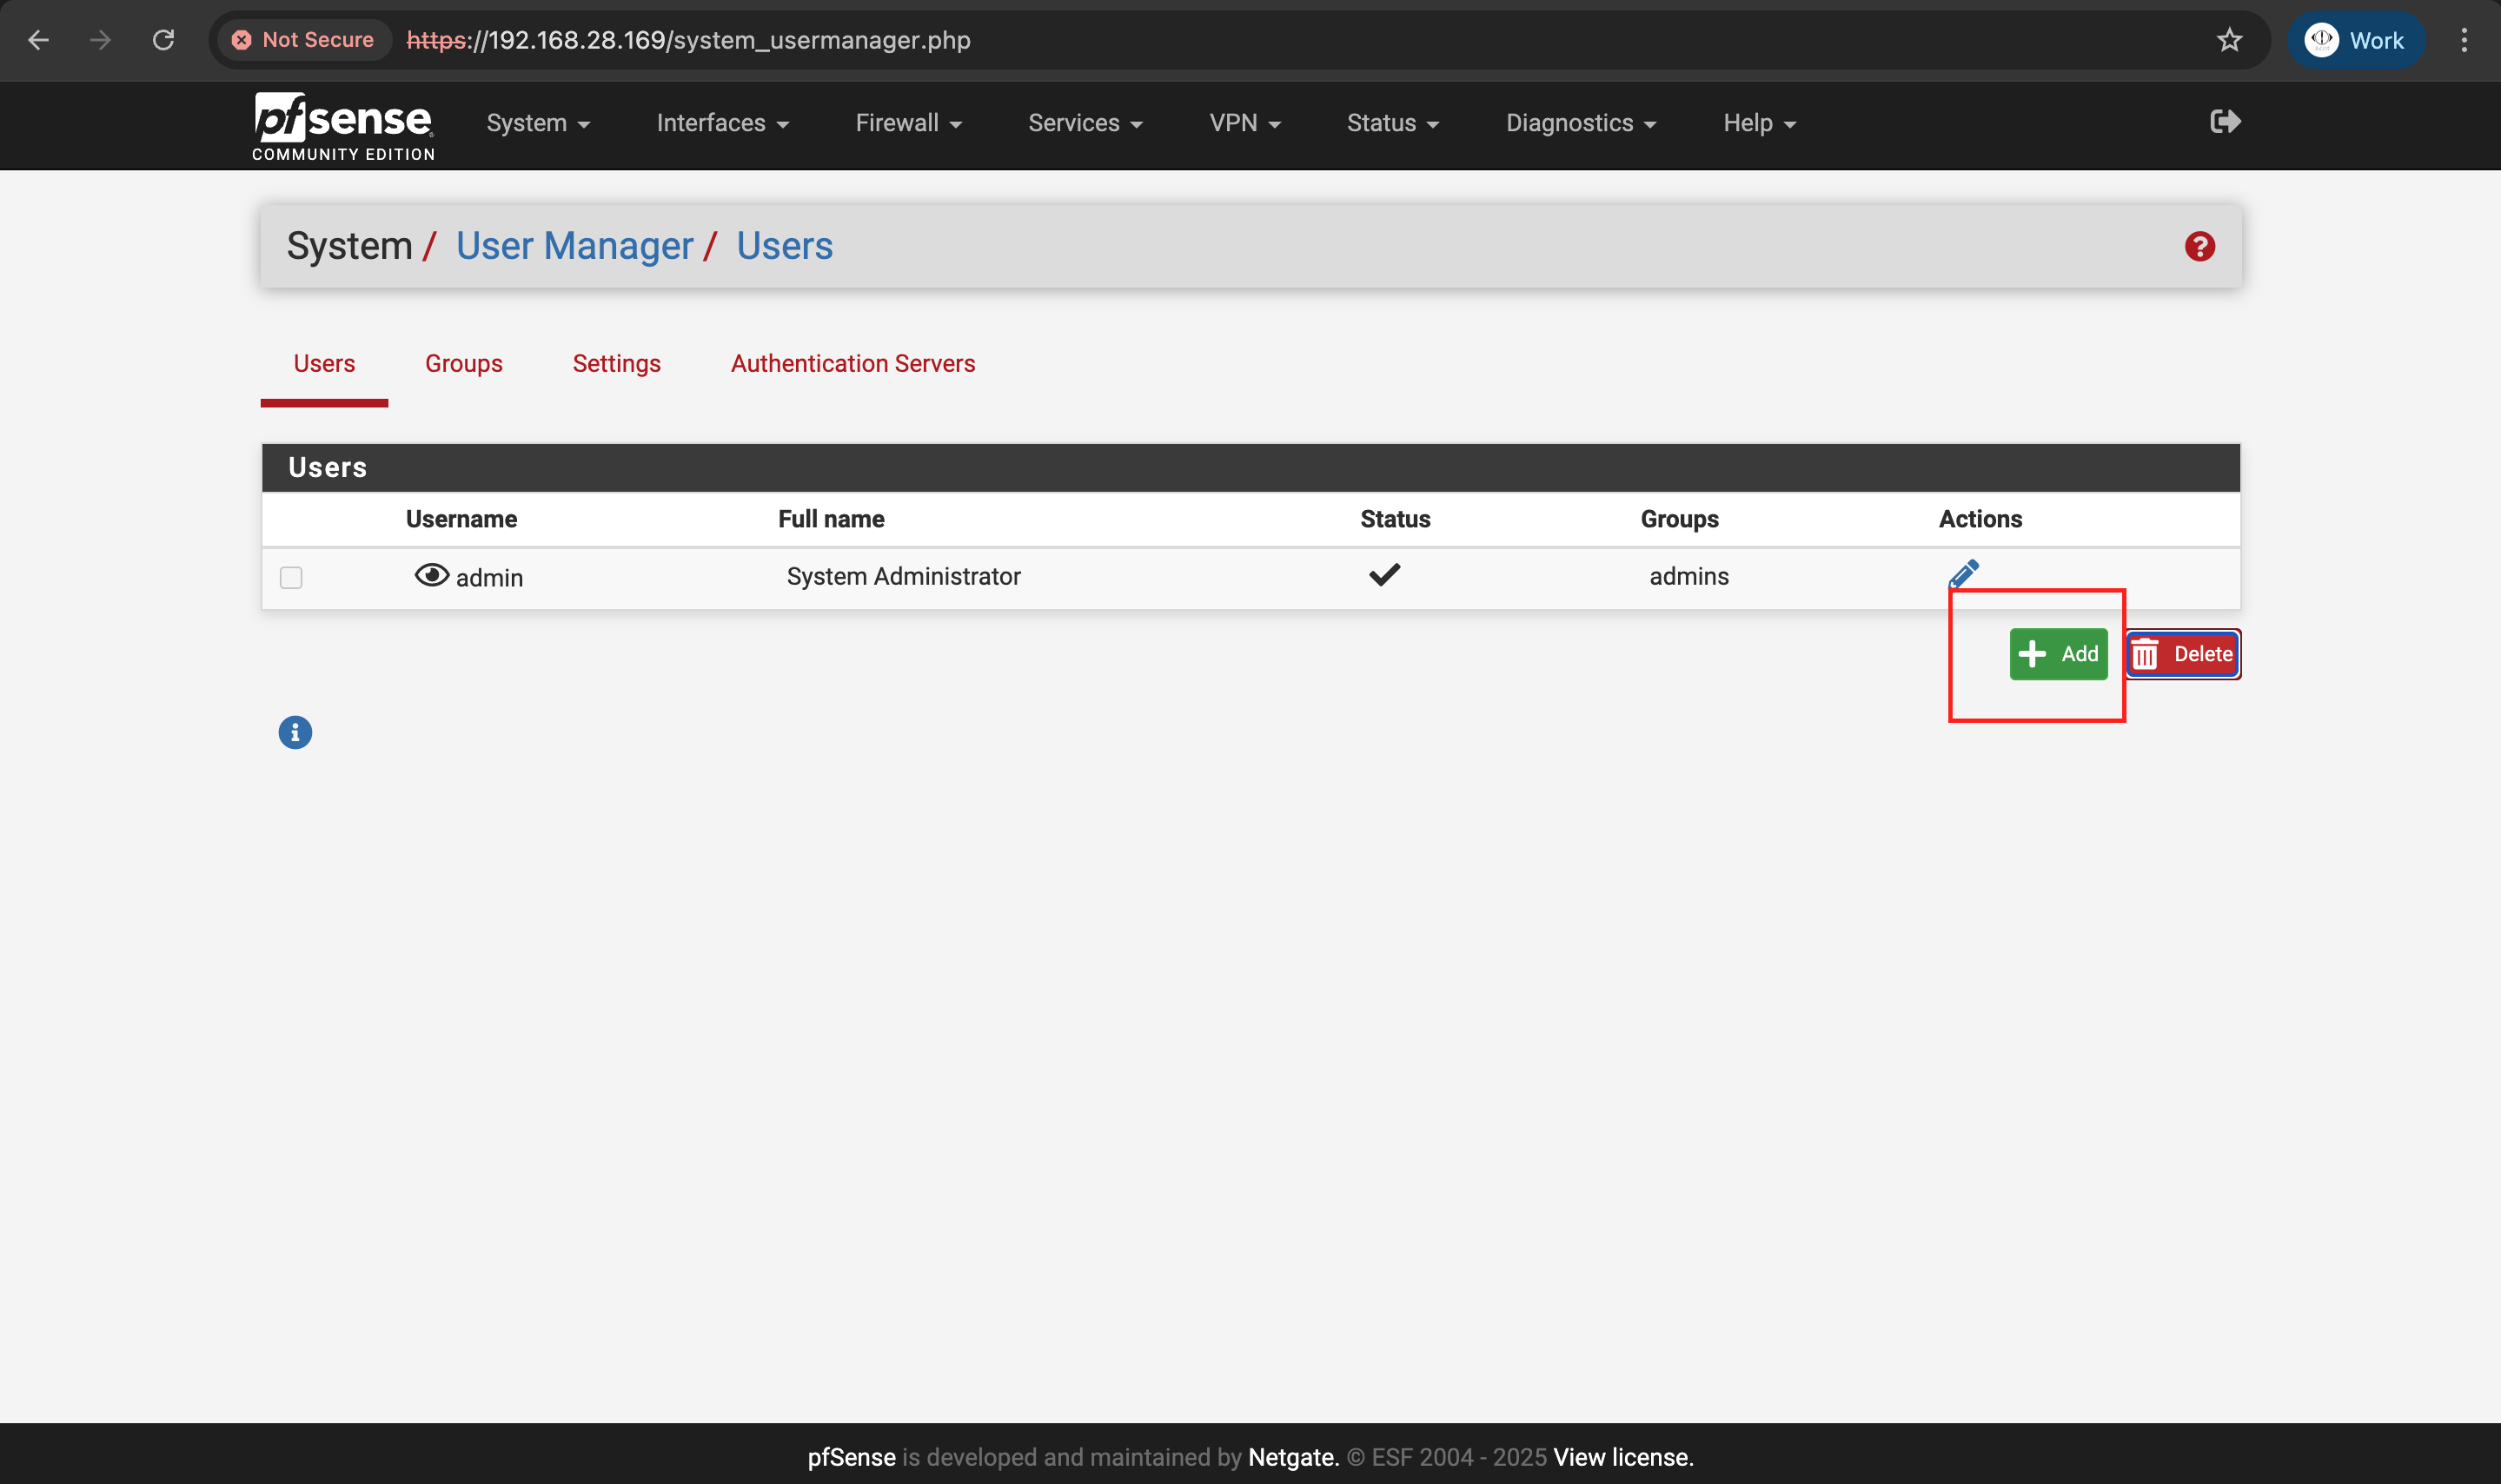 Not Secure https://192.168.28.169/system_usermanager.php Work
pfsense System Interfaces Firewall Services VPN Status Diagnostics Help
COMMUNITY EDITION
System / User Manager / Users
Users Groups Settings Authentication Servers
Users
Username Full name Status Groups Actions
admin System Administrator admins
Add Delete
pfSense is developed and maintained by Netgate. © ESF 2004 - 2025 View license.